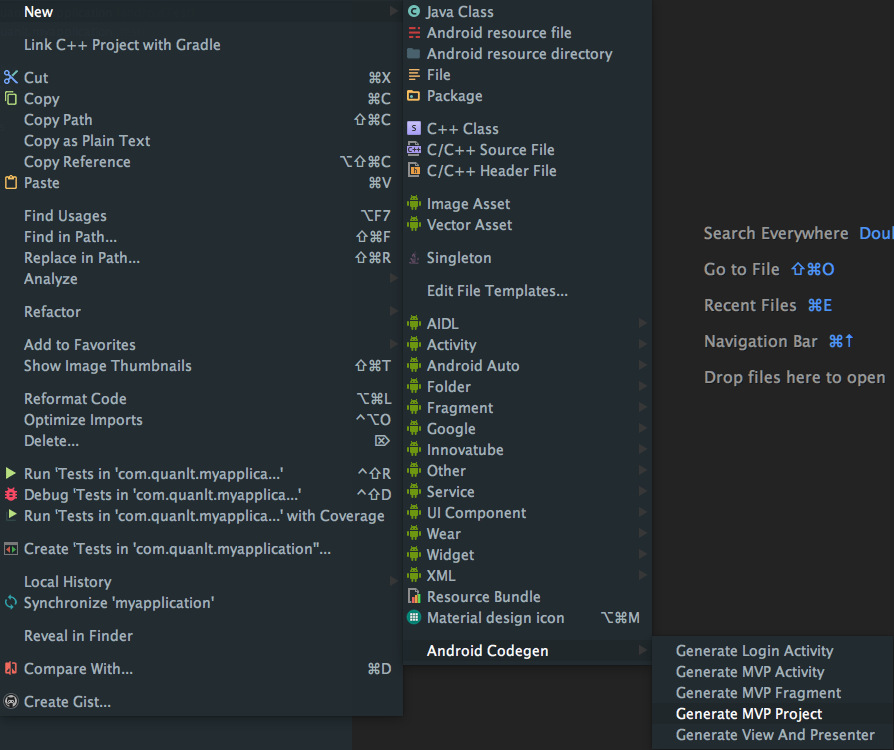 New
Link C++ Project with Gradle
Cut ⌘X
Copy ⌘C
Copy Path ⇧⌘C
Copy as Plain Text
Copy Reference ⌥⇧⌘C
Paste ⌘V
Find Usages ⌥F7
Find in Path... ⇧⌘F
Replace in Path... ⇧⌘R
Analyze
Refactor
Add to Favorites
Show Image Thumbnails ⇧⌘T
Reformat Code ⌥⌘L
Optimize Imports ^⌥O
Delete... ⌦
Run 'Tests in 'com.quanlt.myapplica...' ^⇧R
Debug 'Tests in 'com.quanlt.myapplica...' ^⇧D
Run 'Tests in 'com.quanlt.myapplica...' with Coverage
Create 'Tests in 'com.quanlt.myapplication''...
Local History
Synchronize 'myapplication'
Reveal in Finder
Compare With... ⌘D
Create Gist...
Java Class
Android resource file
Android resource directory
File
Package
C++ Class
C/C++ Source File
C/C++ Header File
Image Asset
Vector Asset
Singleton
Edit File Templates...
AIDL
Activity
Android Auto
Folder
Fragment
Google
Innovatube
Other
Service
UI Component
Wear
Widget
XML
Resource Bundle
Material design icon ⌥⌘M
Android Codegen
Generate Login Activity
Generate MVP Activity
Generate MVP Fragment
Generate MVP Project
Generate View And Presenter
Search Everywhere Doul
Go to File ⇧⌘O
Recent Files ⌘E
Navigation Bar ⌘↑
Drop files here to open